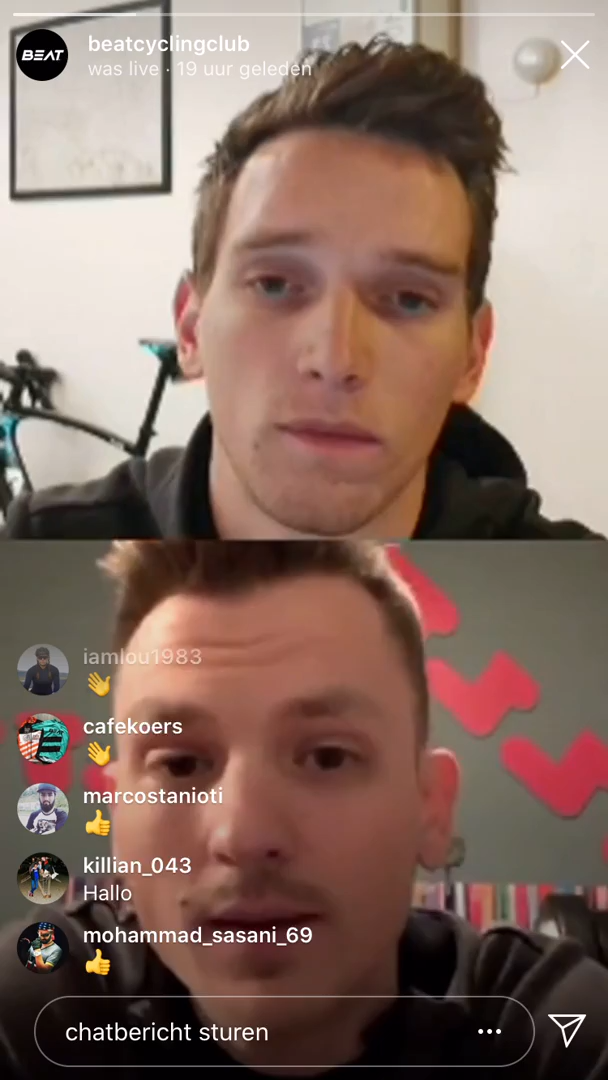 BEAT
beatcyclingclub
was live · 19 uur geleden
iamlou1983
👋
cafekoers
👋
marcostanioti
👍
killian_043
Hallo
mohammad_sasani_69
👍
chatbericht sturen